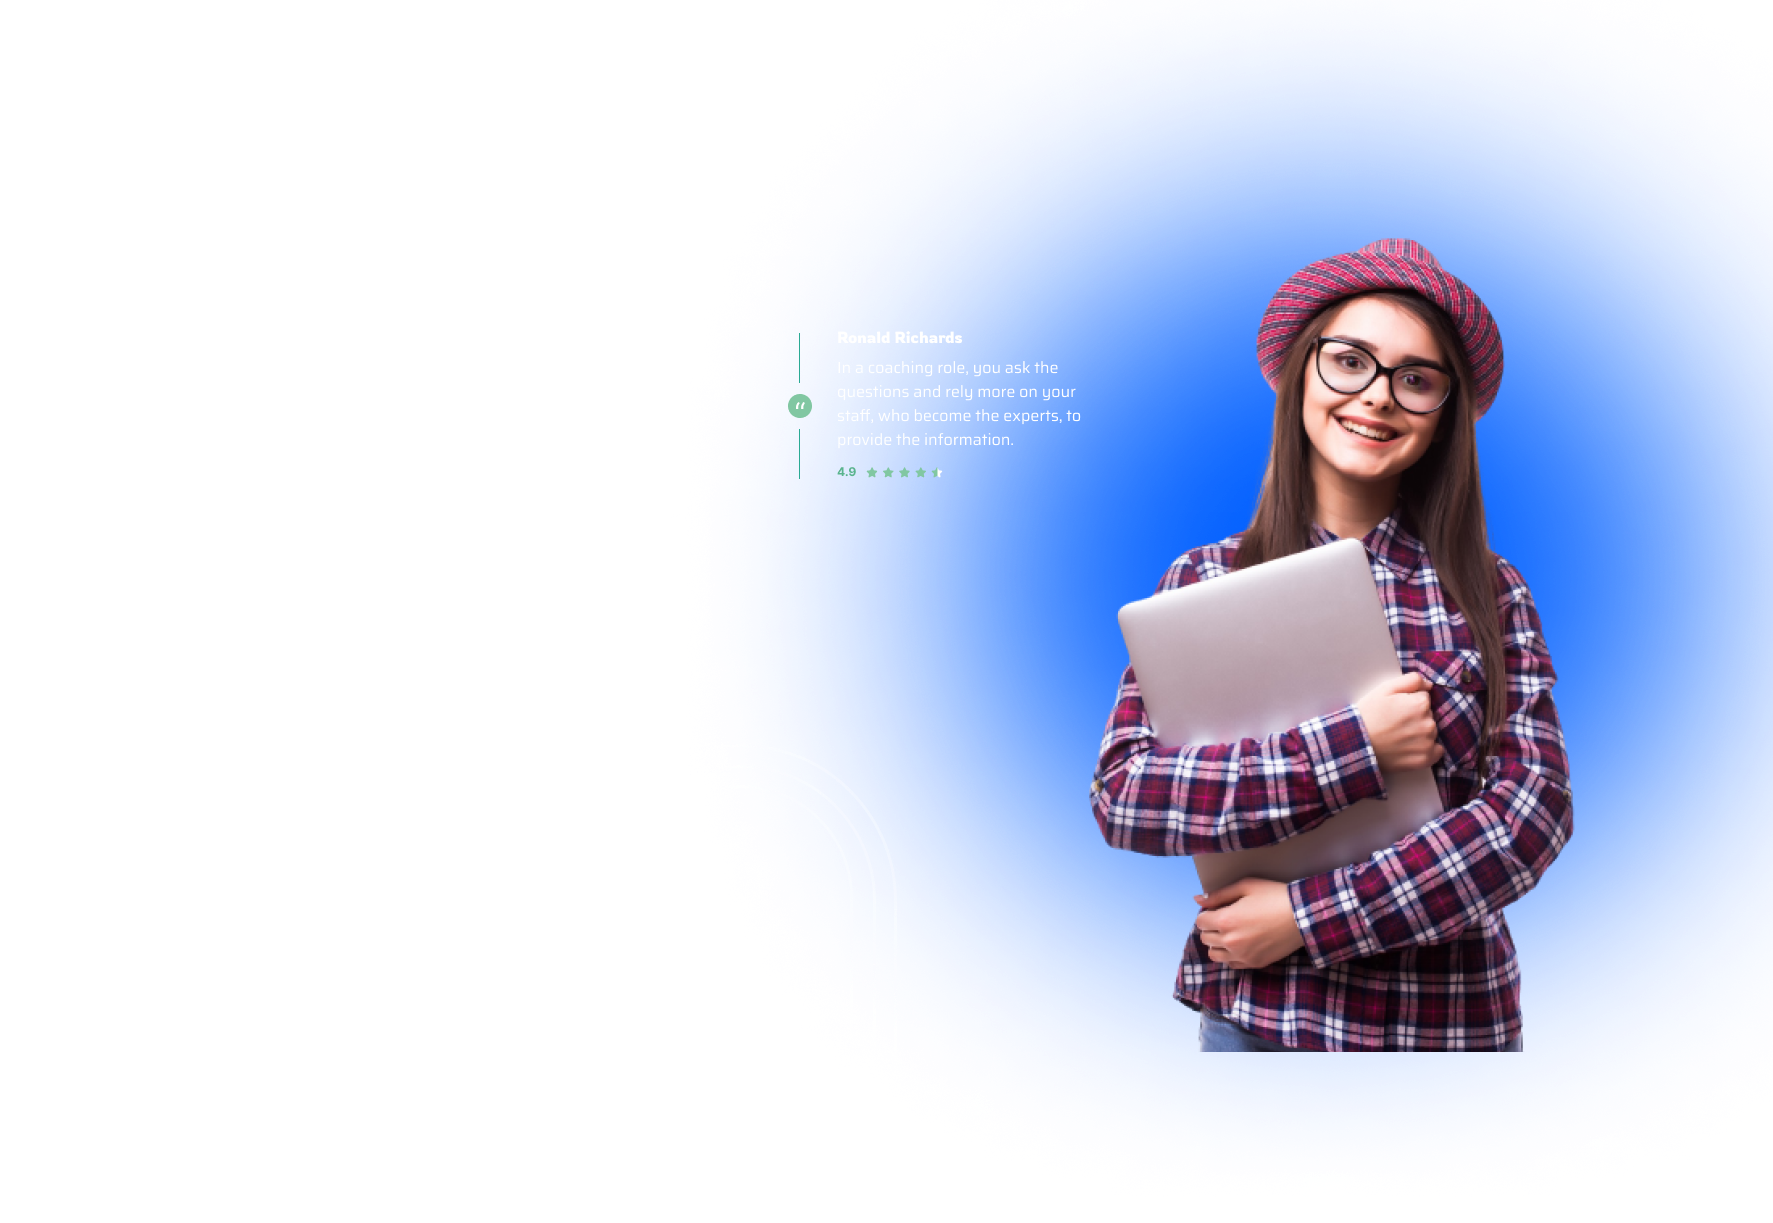 Ronald Richards
In a coaching role, you ask the
questions and rely more on your
staff, who become the experts, to
provide the information.
4.9